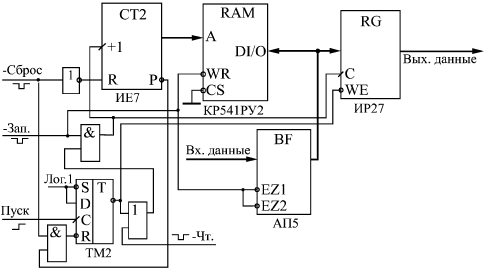 CT2
RAM
RG
+1
A
DI/O
-Сброс
1
R
P
WR
CS
C
WE
Вых. данные
ИЕ7
КР541РУ2
ИР27
-Зап.
&
BF
Вх. данные
Лог.1
S
T
D
EZ1
EZ2
Пуск
C
1
&
R
-Чт.
ТМ2
АП5